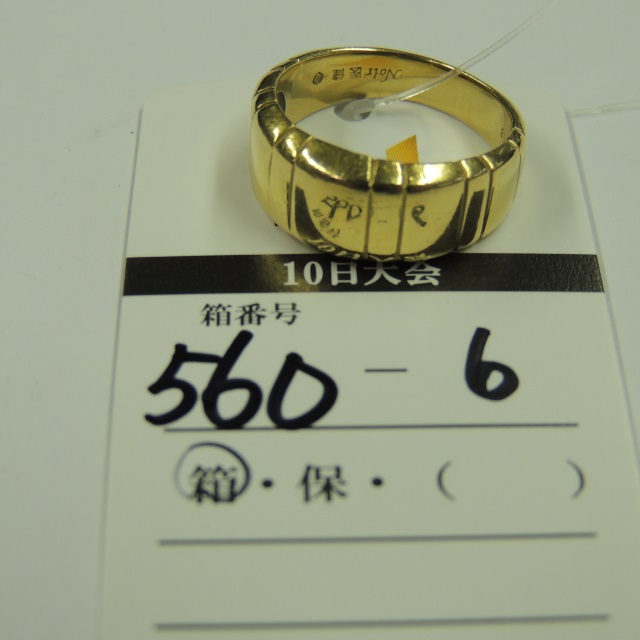 10日大会
箱番号
560 - 6
箱・保・( )